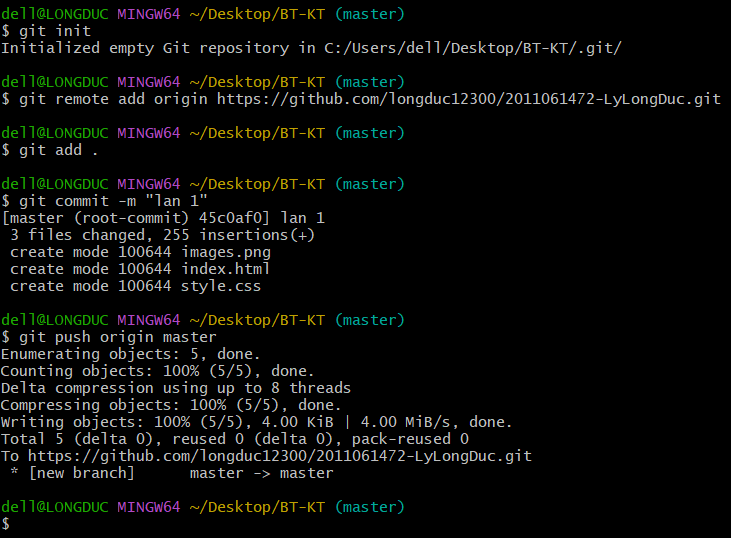 dell@LONGDUC MINGW64 ~/Desktop/BT-KT (master)
$ git init
Initialized empty Git repository in C:/Users/dell/Desktop/BT-KT/.git/
dell@LONGDUC MINGW64 ~/Desktop/BT-KT (master)
$ git remote add origin https://github.com/longduc12300/2011061472-LyLongDuc.git
dell@LONGDUC MINGW64 ~/Desktop/BT-KT (master)
$ git add .
dell@LONGDUC MINGW64 ~/Desktop/BT-KT (master)
$ git commit -m "lan 1"
[master (root-commit) 45c0af0] lan 1
 3 files changed, 255 insertions(+)
 create mode 100644 images.png
 create mode 100644 index.html
 create mode 100644 style.css
dell@LONGDUC MINGW64 ~/Desktop/BT-KT (master)
$ git push origin master
Enumerating objects: 5, done.
Counting objects: 100% (5/5), done.
Delta compression using up to 8 threads
Compressing objects: 100% (5/5), done.
Writing objects: 100% (5/5), 4.00 KiB | 4.00 MiB/s, done.
Total 5 (delta 0), reused 0 (delta 0), pack-reused 0
To https://github.com/longduc12300/2011061472-LyLongDuc.git
 * [new branch]      master -> master
dell@LONGDUC MINGW64 ~/Desktop/BT-KT (master)
$